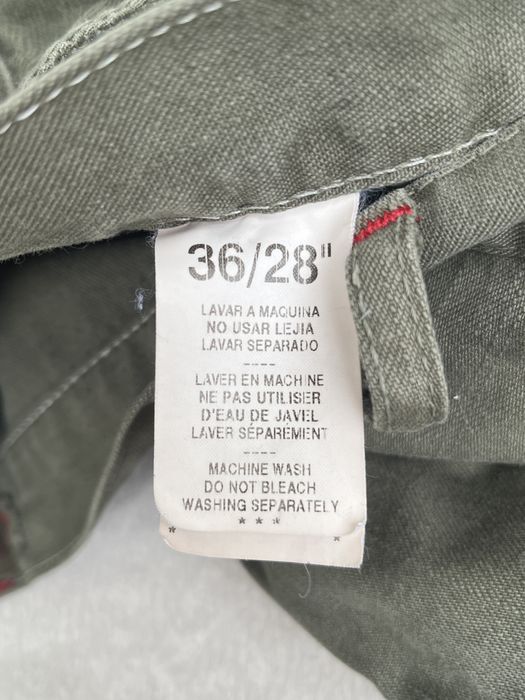 36/28"
LAVAR A MAQUINA
NO USAR LEJIA
LAVAR SEPARADO
----
LAVER EN MACHINE
NE PAS UTILISER
D'EAU DE JAVEL
LAVER SÉPARÉMENT
----
MACHINE WASH
DO NOT BLEACH
WASHING SEPARATELY
* * *
* *